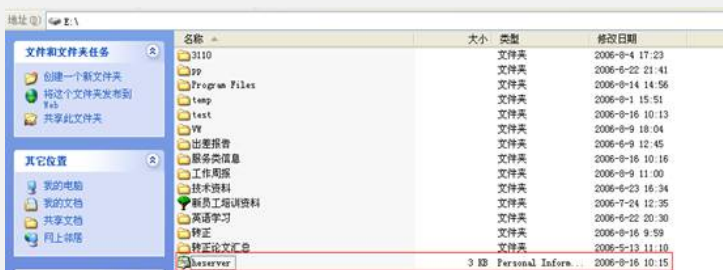 地址(D) E:\
名称 大小 类型 修改日期
文件和文件夹任务
创建一个新文件夹
将这个文件夹发布到
Web
共享此文件夹
其它位置
我的电脑
我的文档
共享文档
网上邻居
3110 文件夹 2006-8-4 17:23
pp 文件夹 2006-6-22 21:41
Program Files 文件夹 2006-8-14 14:56
temp 文件夹 2006-8-1 15:51
test 文件夹 2006-8-16 10:13
VM 文件夹 2006-8-9 18:04
出差报告 文件夹 2006-6-9 12:45
服务类信息 文件夹 2006-8-16 10:16
工作周报 文件夹 2006-8-9 11:00
技术资料 文件夹 2006-6-23 16:34
新员工培训资料 文件夹 2006-7-24 12:35
英语学习 文件夹 2006-6-22 20:30
转正 文件夹 2006-8-16 9:59
转正论文汇总 文件夹 2006-5-13 11:10
heserver 3 KB Personal Inform... 2006-8-16 10:15